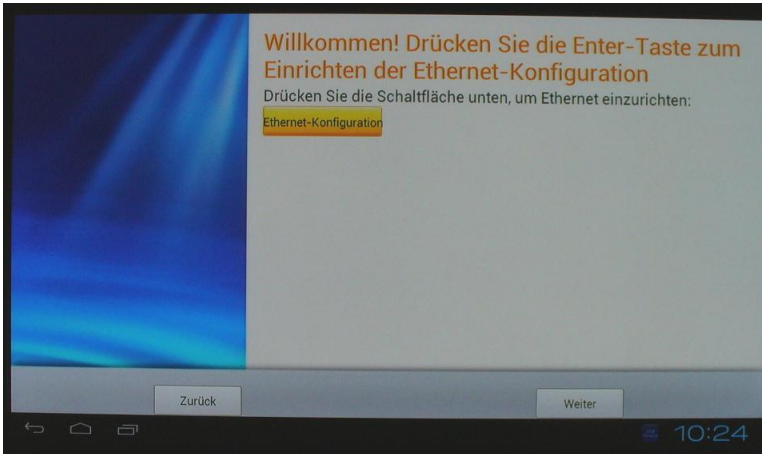 Willkommen! Drücken Sie die Enter-Taste zum
Einrichten der Ethernet-Konfiguration
Drücken Sie die Schaltfläche unten, um Ethernet einzurichten:
Ethernet-Konfiguration
Zurück
Weiter
10:24